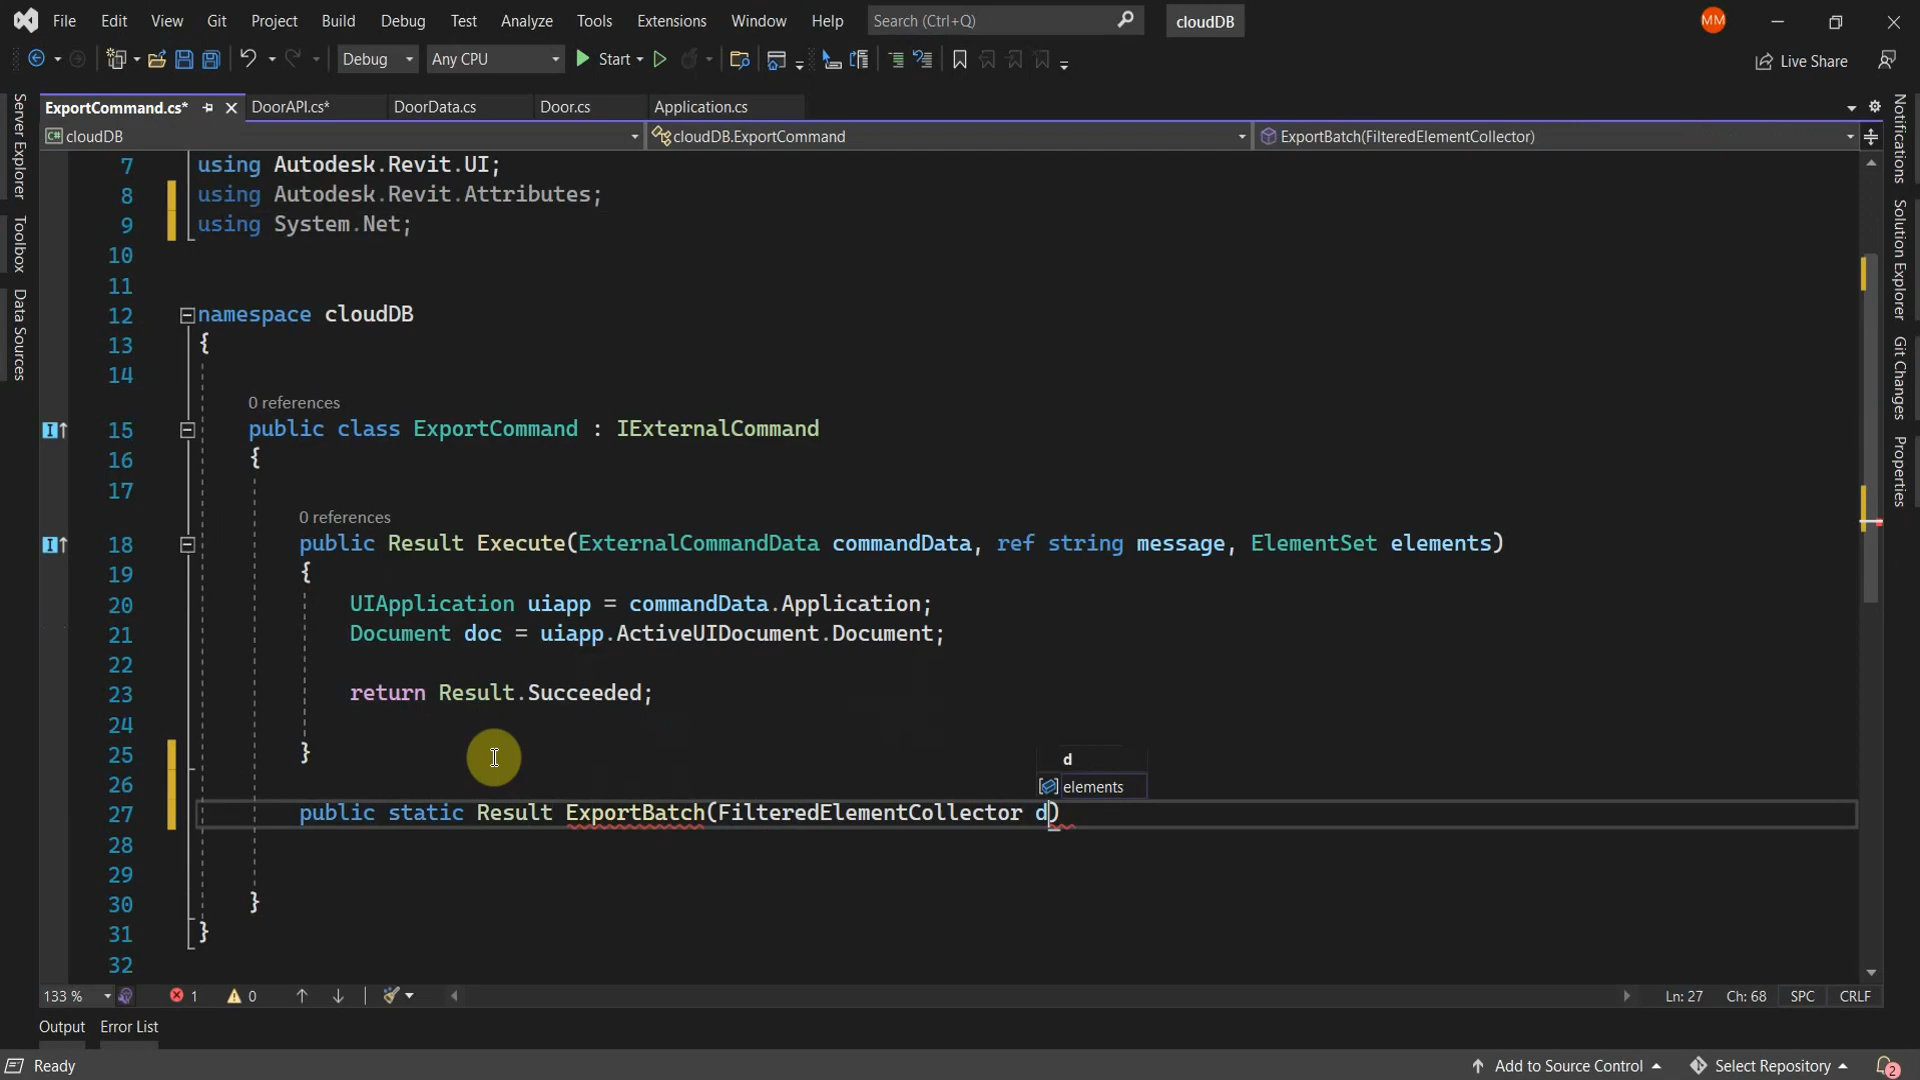 File Edit View Git Project Build Debug Test Analyze Tools Extensions Window Help Search (Ctrl+Q) cloudDB MM
Debug Any CPU Start Live Share
ExportCommand.cs* DoorAPI.cs* DoorData.cs Door.cs Application.cs
cloudDB cloudDB.ExportCommand ExportBatch(FilteredElementCollector)
Server Explorer
Toolbox
Data Sources
Notifications
Solution Explorer
Git Changes
Properties
7 using Autodesk.Revit.UI;
8 using Autodesk.Revit.Attributes;
9 using System.Net;
10
11
12 namespace cloudDB
13 {
14
0 references
15 public class ExportCommand : IExternalCommand
16 {
17
0 references
18 public Result Execute(ExternalCommandData commandData, ref string message, ElementSet elements)
19 {
20 UIApplication uiapp = commandData.Application;
21 Document doc = uiapp.ActiveUIDocument.Document;
22
23 return Result.Succeeded;
24
25 }
d
26
elements
27 public static Result ExportBatch(FilteredElementCollector d)
28
29
30 }
31 }
32
133 % 1 0 Ln: 27 Ch: 68 SPC CRLF
Output Error List
Ready Add to Source Control Select Repository 2